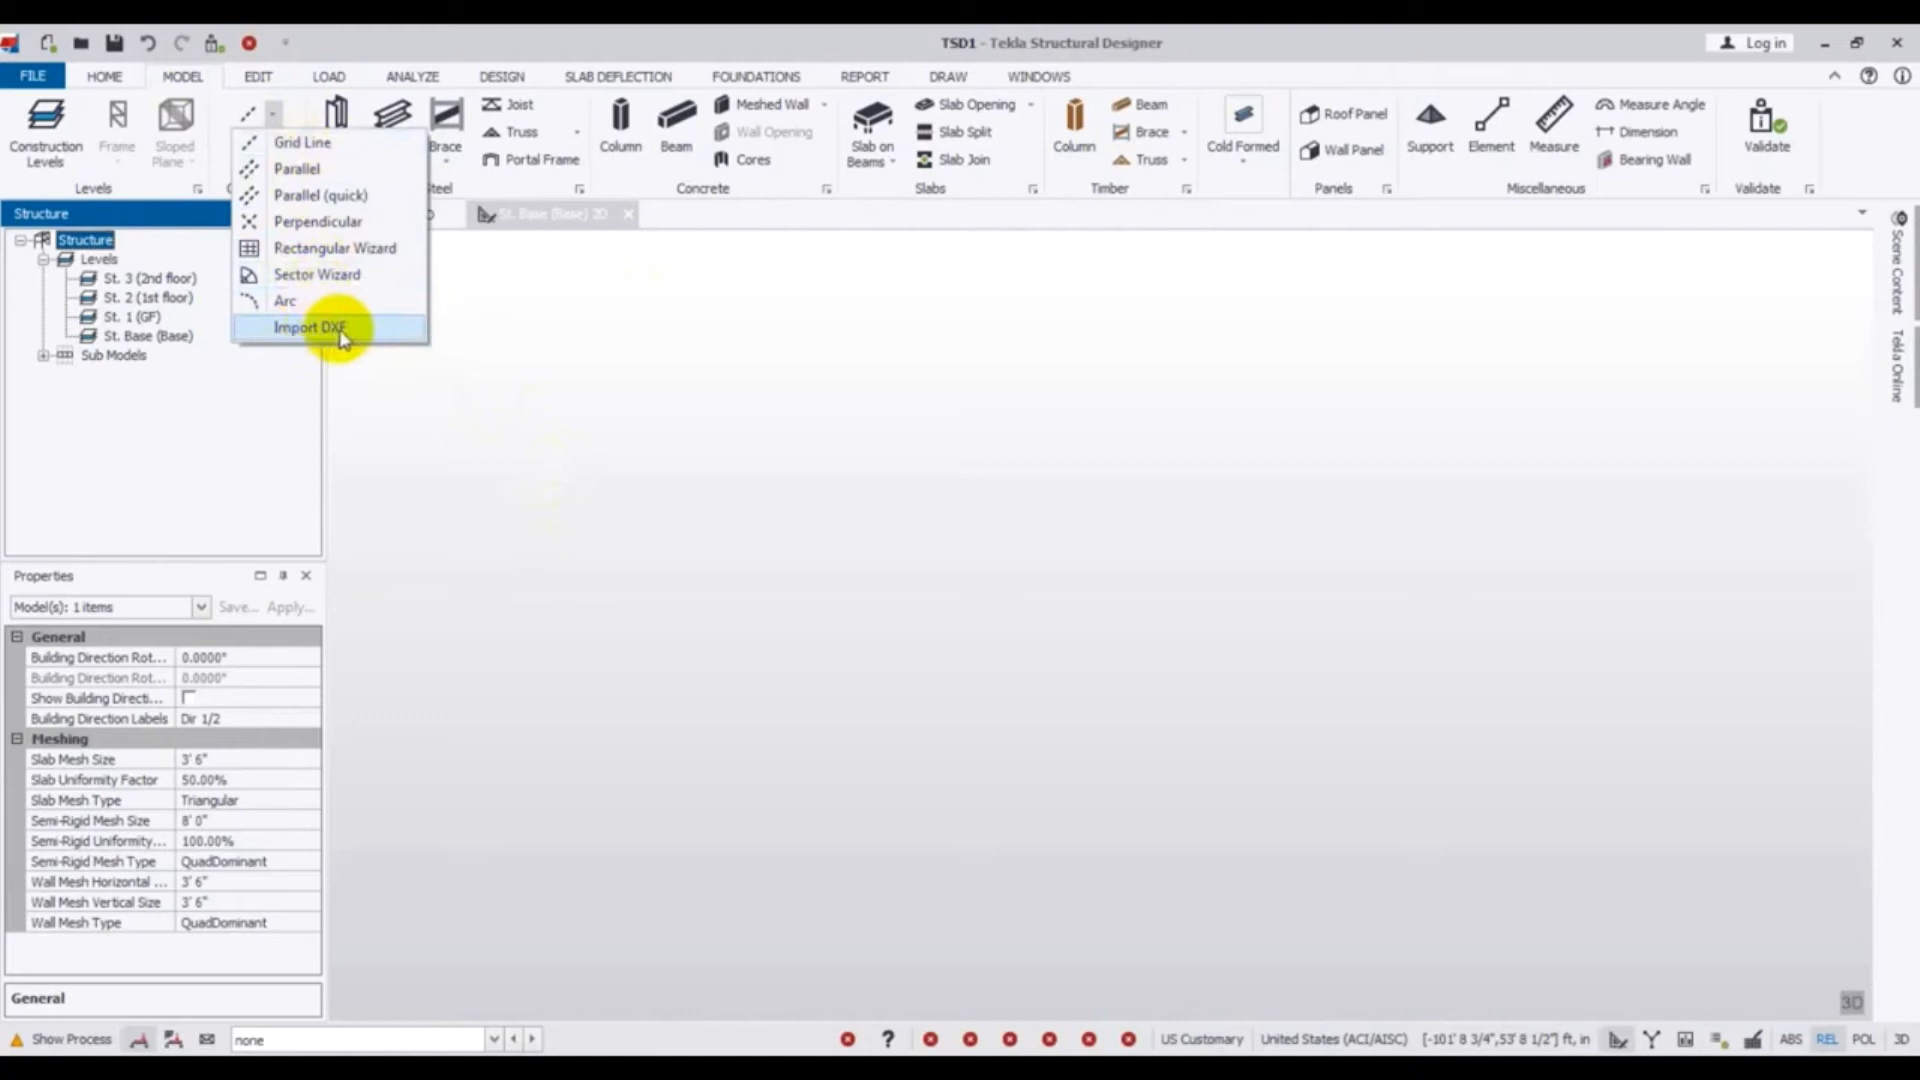 TSD1 - Tekla Structural Designer
Log in
FILE HOME MODEL EDIT LOAD ANALYZE DESIGN SLAB DEFLECTION FOUNDATIONS REPORT DRAW WINDOWS
Construction Levels
Frame
Sloped Plane
Levels
Grid Line
Parallel
Parallel (quick)
Perpendicular
Rectangular Wizard
Sector Wizard
Arc
Import DXF
Brace
Joist
Truss
Portal Frame
Steel
Column
Beam
Meshed Wall
Wall Opening
Cores
Concrete
Slab on Beams
Slab Opening
Slab Split
Slab Join
Slabs
Column
Beam
Brace
Truss
Timber
Cold Formed
Roof Panel
Wall Panel
Panels
Support
Element
Measure
Measure Angle
Dimension
Bearing Wall
Miscellaneous
Validate
Validate
Structure
St. Base (Base) 2D
Structure
Levels
St. 3 (2nd floor)
St. 2 (1st floor)
St. 1 (GF)
St. Base (Base)
Sub Models
Scene Content
Tekla Online
Properties
Model(s): 1 items Save... Apply...
General
Building Direction Rot... 0.0000°
Building Direction Rot... 0.0000°
Show Building Directi...
Building Direction Labels Dir 1/2
Meshing
Slab Mesh Size 3' 6"
Slab Uniformity Factor 50.00%
Slab Mesh Type Triangular
Semi-Rigid Mesh Size 8' 0"
Semi-Rigid Uniformity... 100.00%
Semi-Rigid Mesh Type QuadDominant
Wall Mesh Horizontal ... 3' 6"
Wall Mesh Vertical Size 3' 6"
Wall Mesh Type QuadDominant
General
3D
Show Process none US Customary United States (ACI/AISC) [-101' 8 3/4",53' 8 1/2"] ft, in ABS REL POL 3D